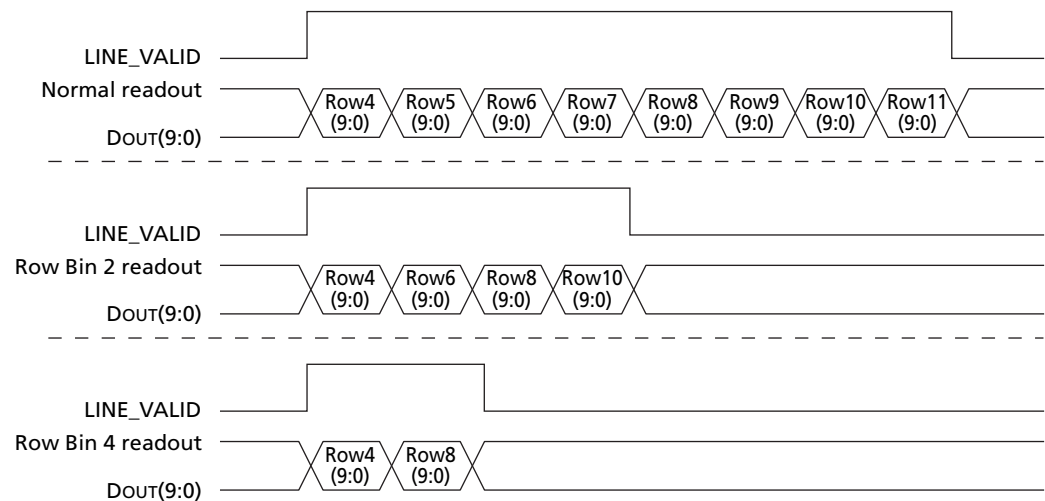 LINE_VALID
Normal readout
Row4 Row5 Row6 Row7 Row8 Row9 Row10 Row11
(9:0) (9:0) (9:0) (9:0) (9:0) (9:0) (9:0) (9:0)
DOUT(9:0)
LINE_VALID
Row Bin 2 readout
Row4 Row6 Row8 Row10
(9:0) (9:0) (9:0) (9:0)
DOUT(9:0)
LINE_VALID
Row Bin 4 readout
Row4 Row8
(9:0) (9:0)
DOUT(9:0)